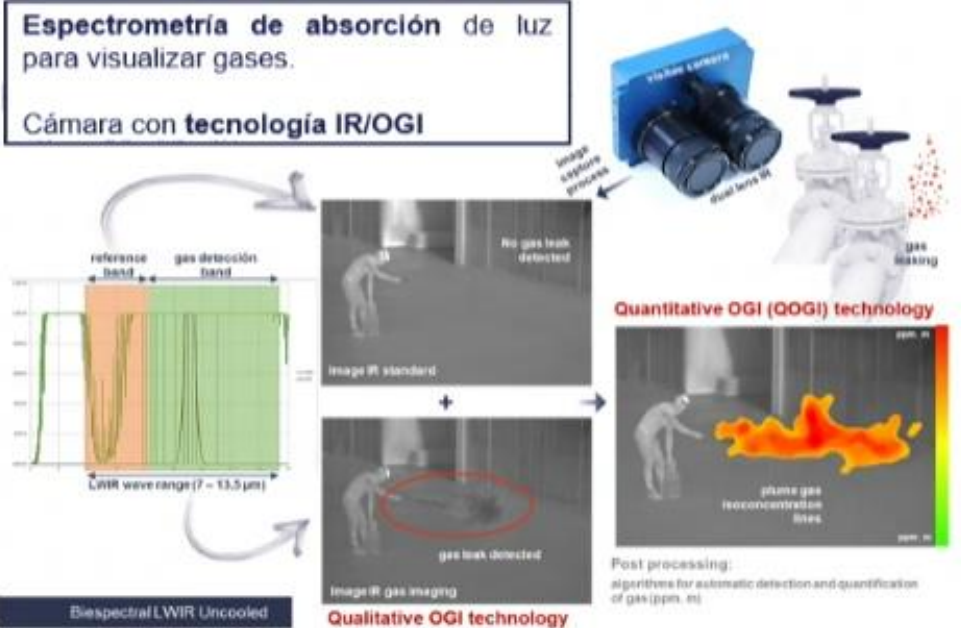 Espectrometría de absorción de luz
para visualizar gases.
Cámara con tecnología IR/OGI
image
capture
process
dual lens IR
gas
leaking
reference
band
gas detección
band
LWIR wave range (7 – 13,5 µm)
No gas leak
detected
Image IR standard
+
gas leak detected
Image IR gas imaging
Qualitative OGI technology
Quantitative OGI (QOGI) technology
ppm. m
plume gas
isoconcentration
lines
ppm. m
Post processing:
algorithms for automatic detection and quantification
of gas (ppm. m)
Biespectral LWIR Uncooled